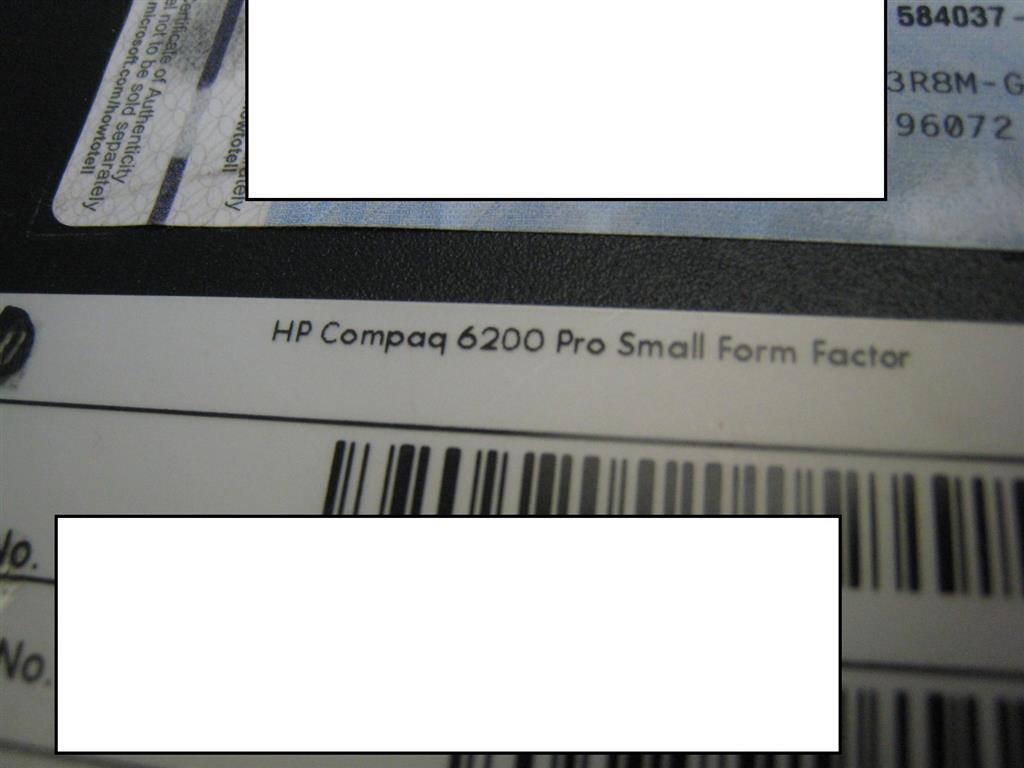 Certificate of Authenticity
el not to be sold separately
microsoft.com/howtotell
584037-
3R8M-G
96072
HP Compaq 6200 Pro Small Form Factor
No.
No.